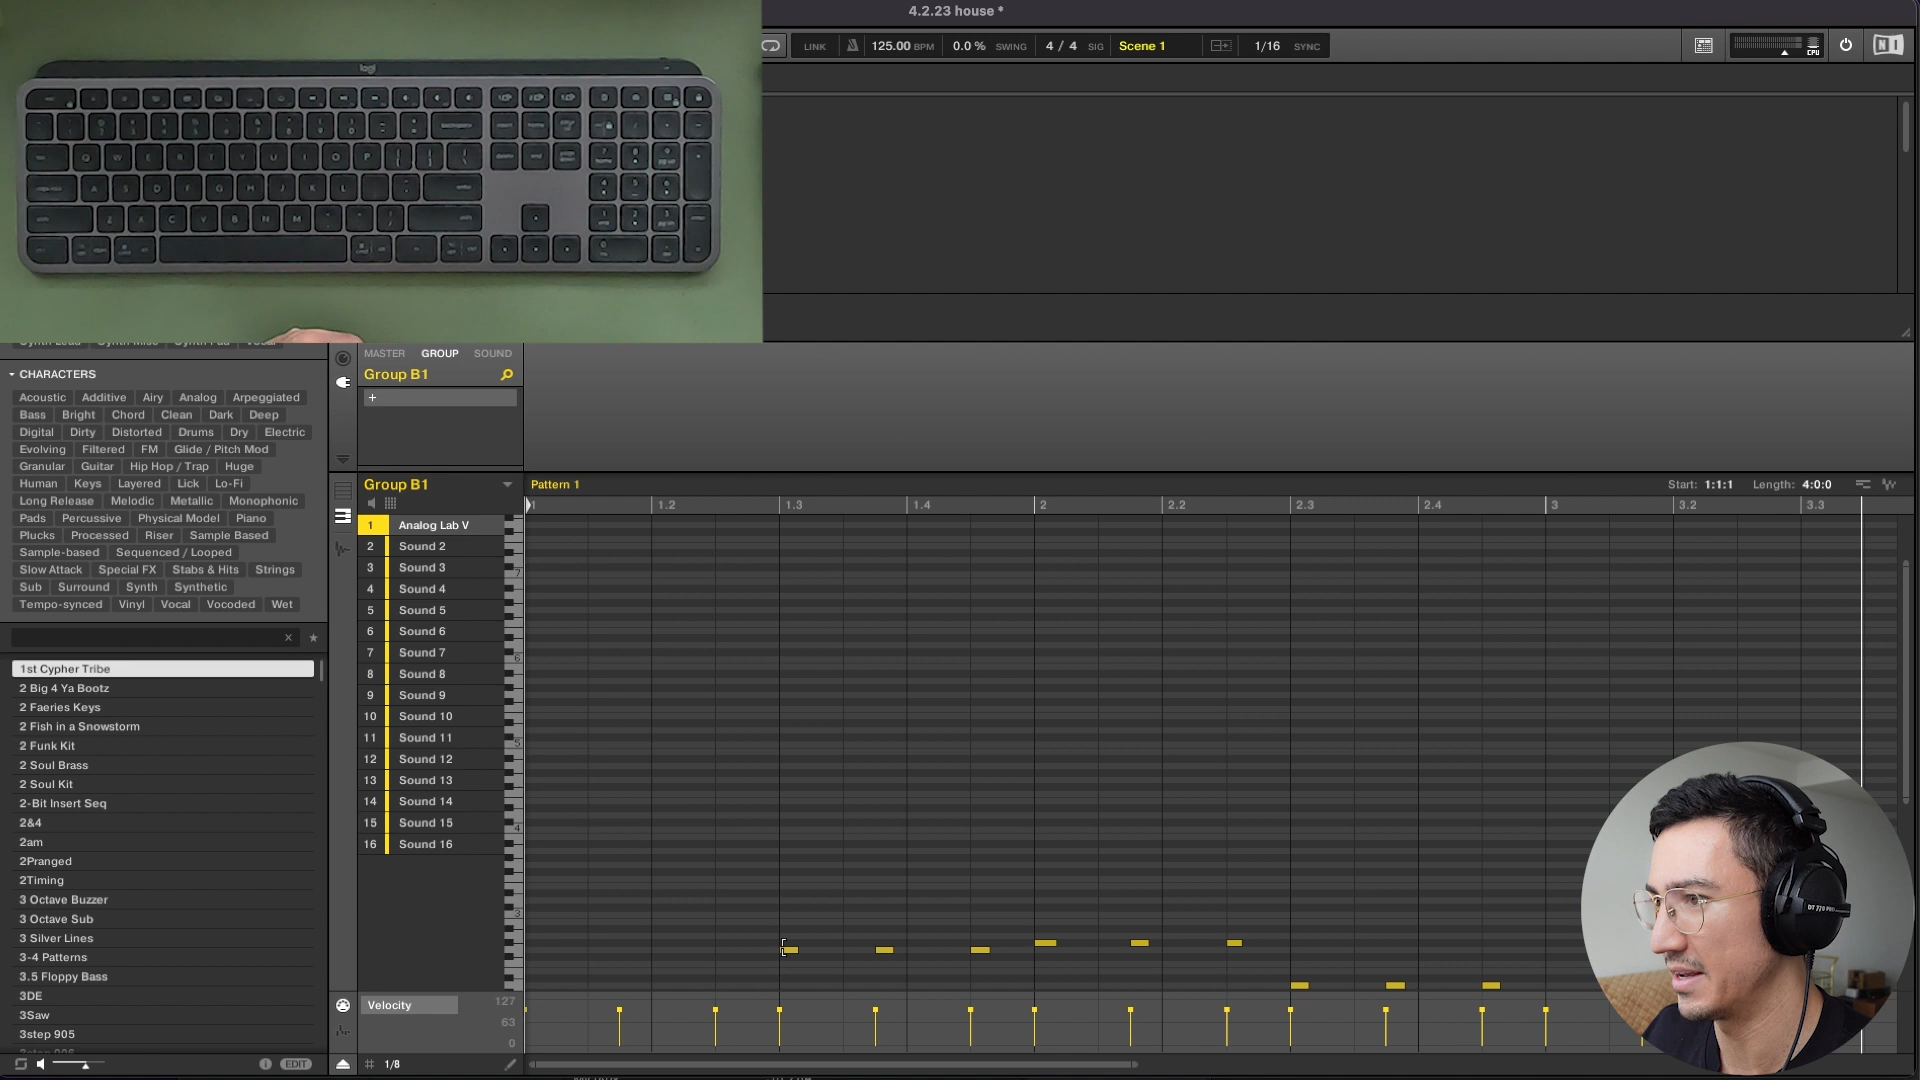 4.2.23 house *
LINK 125.00 BPM 0.0 % SWING 4 / 4 SIG Scene 1 1/16 SYNC
CPU
NI
logi
Q W E R T Y U I O P
A S D F G H J K L
Z X C V B N M
MASTER GROUP SOUND
Group B1
+
CHARACTERS
Acoustic Additive Airy Analog Arpeggiated
Bass Bright Chord Clean Dark Deep
Digital Dirty Distorted Drums Dry Electric
Evolving Filtered FM Glide / Pitch Mod
Granular Guitar Hip Hop / Trap Huge
Human Keys Layered Lick Lo-Fi
Long Release Melodic Metallic Monophonic
Pads Percussive Physical Model Piano
Plucks Processed Riser Sample Based
Sample-based Sequenced / Looped
Slow Attack Special FX Stabs & Hits Strings
Sub Surround Synth Synthetic
Tempo-synced Vinyl Vocal Vocoded Wet
1st Cypher Tribe
2 Big 4 Ya Bootz
2 Faeries Keys
2 Fish in a Snowstorm
2 Funk Kit
2 Soul Brass
2 Soul Kit
2-Bit Insert Seq
2&4
2am
2Pranged
2Timing
3 Octave Buzzer
3 Octave Sub
3 Silver Lines
3-4 Patterns
3.5 Floppy Bass
3DE
3Saw
3step 905
EDIT
Group B1
Pattern 1
Start: 1:1:1 Length: 4:0:0
1 1.2 1.3 1.4 2 2.2 2.3 2.4 3 3.2 3.3
1 Analog Lab V
2 Sound 2
3 Sound 3
4 Sound 4
5 Sound 5
6 Sound 6
7 Sound 7
8 Sound 8
9 Sound 9
10 Sound 10
11 Sound 11
12 Sound 12
13 Sound 13
14 Sound 14
15 Sound 15
16 Sound 16
7
6
5
4
3
Velocity 127
63
0
1/8
DT 770 PRO